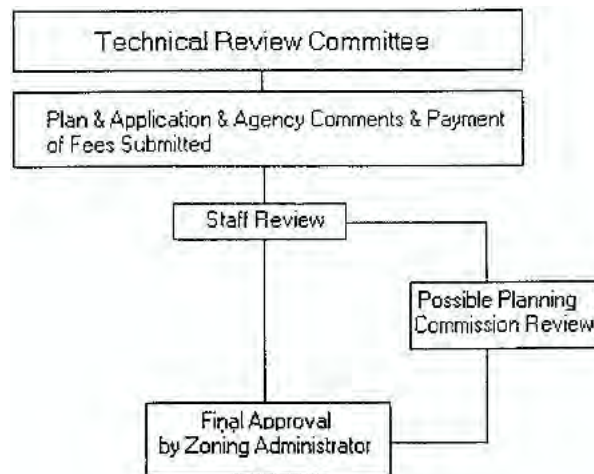 Technical Review Committee
Plan & Application & Agency Comments & Payment
of Fees Submitted
Staff Review
Possible Planning
Commission Review
Final Approval
by Zoning Administrator